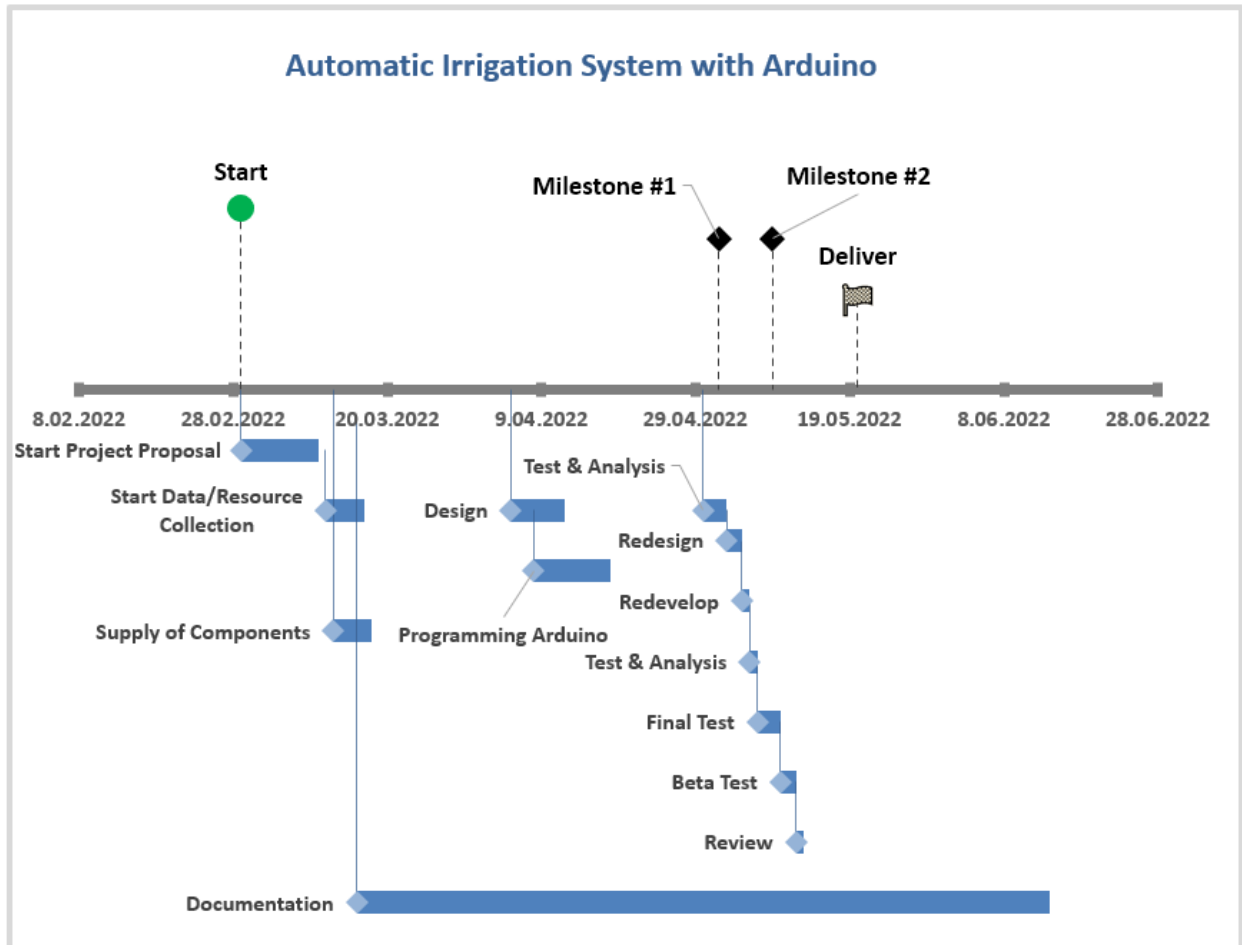 Automatic Irrigation System with Arduino
Start
Milestone #1
Milestone #2
Deliver
8.02.2022
28.02.2022
20.03.2022
9.04.2022
29.04.2022
19.05.2022
8.06.2022
28.06.2022
Start Project Proposal
Test & Analysis
Start Data/Resource
Collection
Design
Redesign
Redevelop
Supply of Components
Programming Arduino
Test & Analysis
Final Test
Beta Test
Review
Documentation